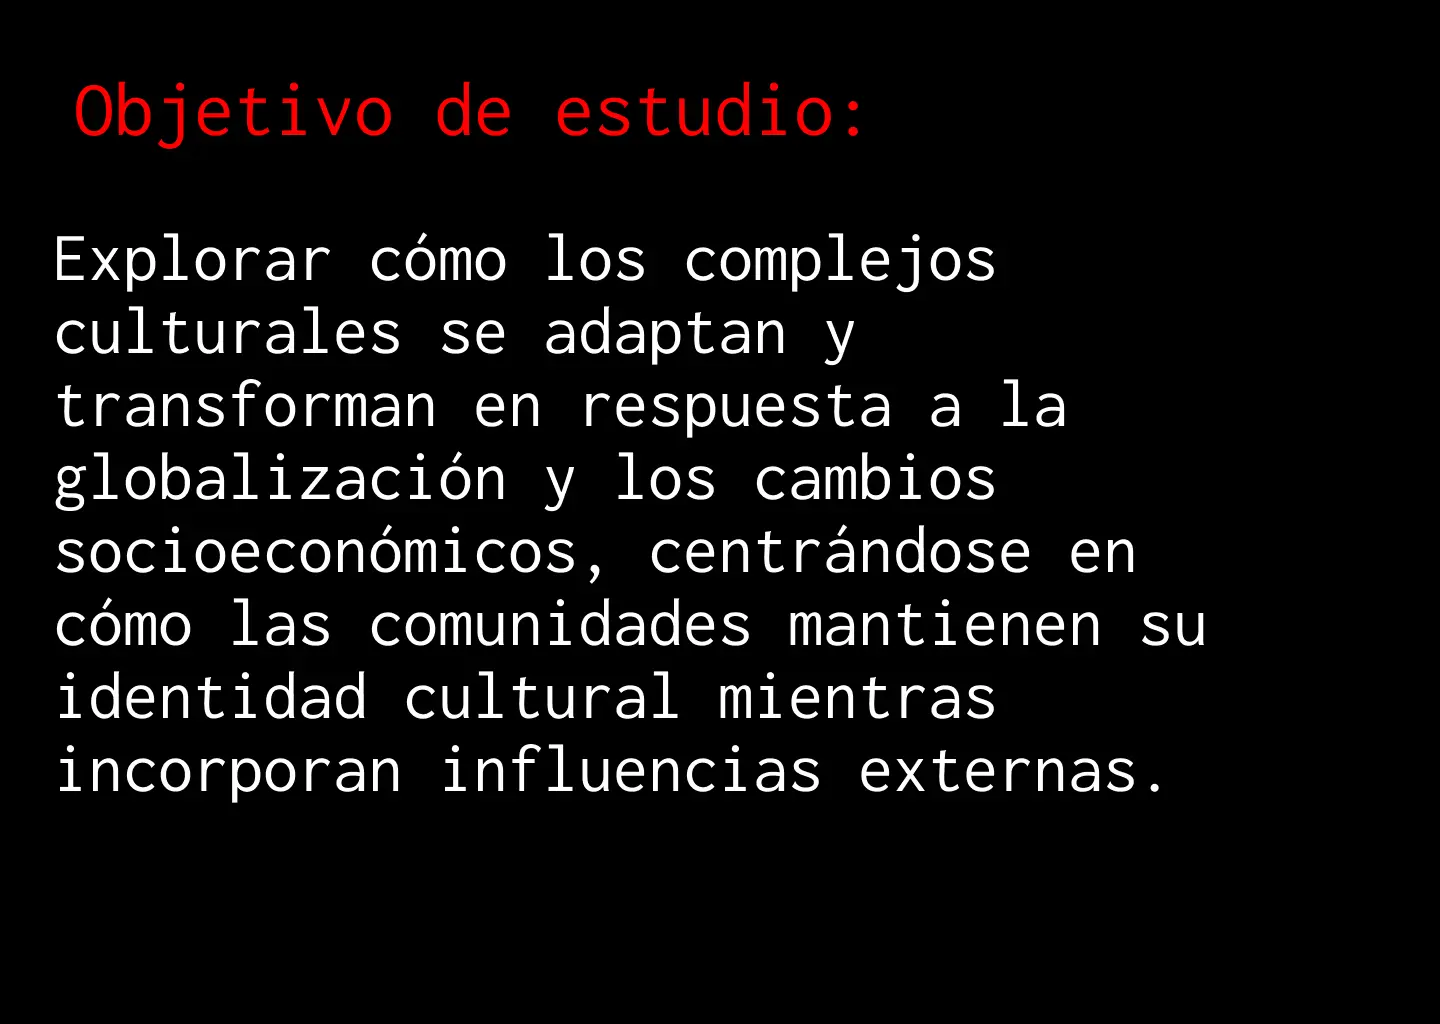 Objetivo de estudio:
Explorar cómo los complejos
culturales se adaptan y
transforman en respuesta a la
globalización y los cambios
socioeconómicos, centrándose en
cómo las comunidades mantienen su
identidad cultural mientras
incorporan influencias externas.